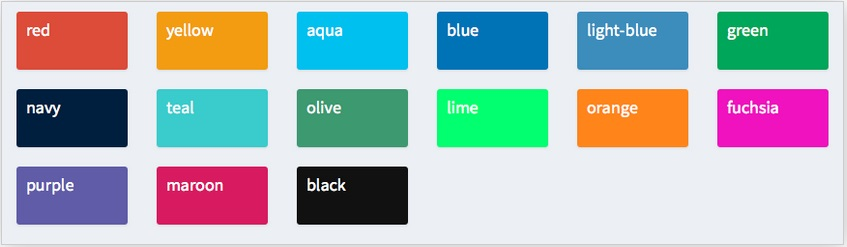 red yellow aqua blue light-blue green
navy teal olive lime orange fuchsia
purple maroon black